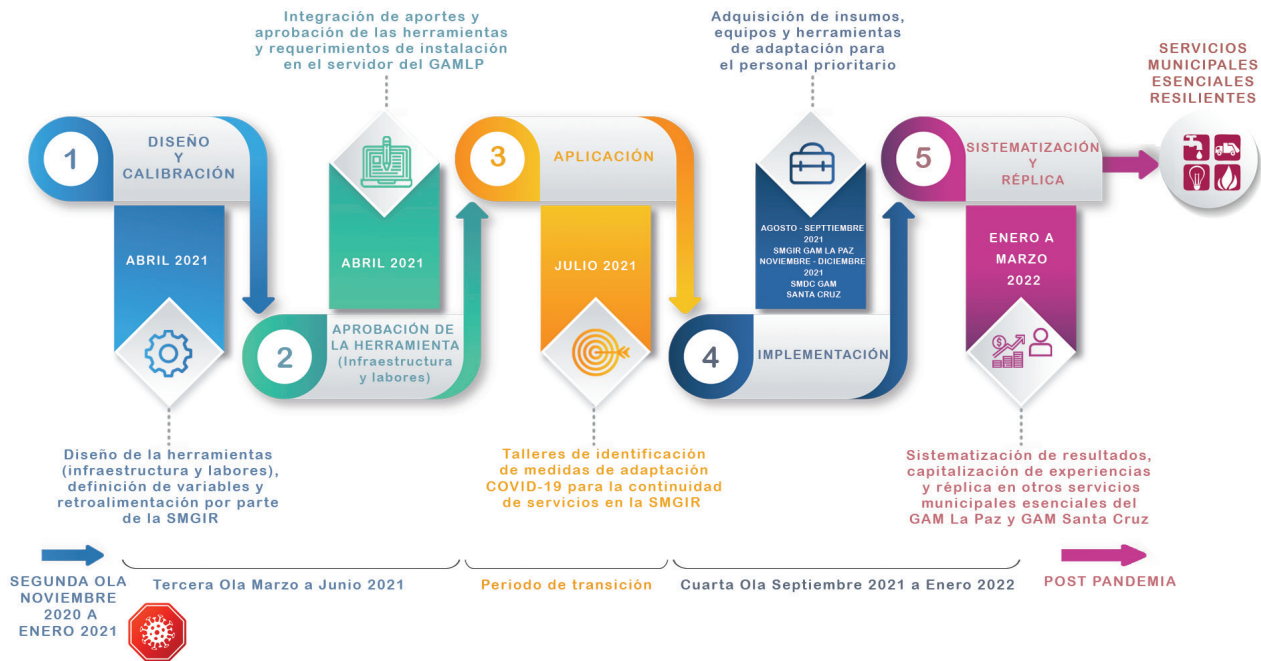 Integración de aportes y
aprobación de las herramientas
y requerimientos de instalación
en el servidor del GAMLP
Adquisición de insumos,
equipos y herramientas
de adaptación para
el personal prioritario
SERVICIOS
MUNICIPALES
ESENCIALES
RESILIENTES
1
DISEÑO
Y
CALIBRACIÓN
ABRIL 2021
ABRIL 2021
3
APLICACIÓN
JULIO 2021
AGOSTO - SEPTTIEMBRE
2021
SMGIR GAM LA PAZ
NOVIEMBRE - DICIEMBRE
2021
SMDC GAM
SANTA CRUZ
5
SISTEMATIZACIÓN
Y
RÉPLICA
ENERO A
MARZO
2022
2
APROBACIÓN DE
LA HERRAMIENTA
(Infraestructura
y labores)
4
IMPLEMENTACIÓN
$
Diseño de la herramientas
(infraestructura y labores),
definición de variables y
retroalimentación por parte
de la SMGIR
Talleres de identificación
de medidas de adaptación
COVID-19 para la continuidad
de servicios en la SMGIR
Sistematización de resultados,
capitalización de experiencias
y réplica en otros servicios
municipales esenciales del
GAM La Paz y GAM Santa Cruz
SEGUNDA OLA
NOVIEMBRE
2020 A
ENERO 2021
Tercera Ola Marzo a Junio 2021
Periodo de transición
Cuarta Ola Septiembre 2021 a Enero 2022
POST PANDEMIA